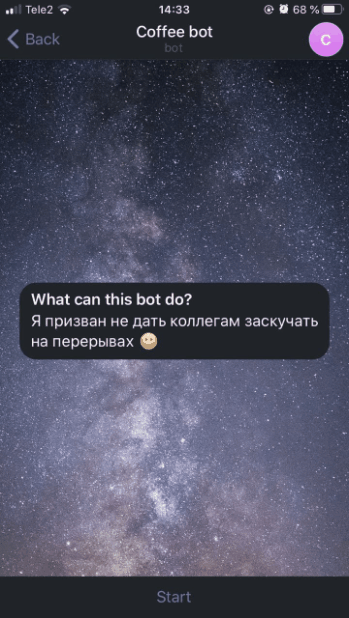 Tele2 14:33 68 %
Back Coffee bot C
bot
What can this bot do?
Я призван не дать коллегам заскучать
на перерывах 🌝
Start